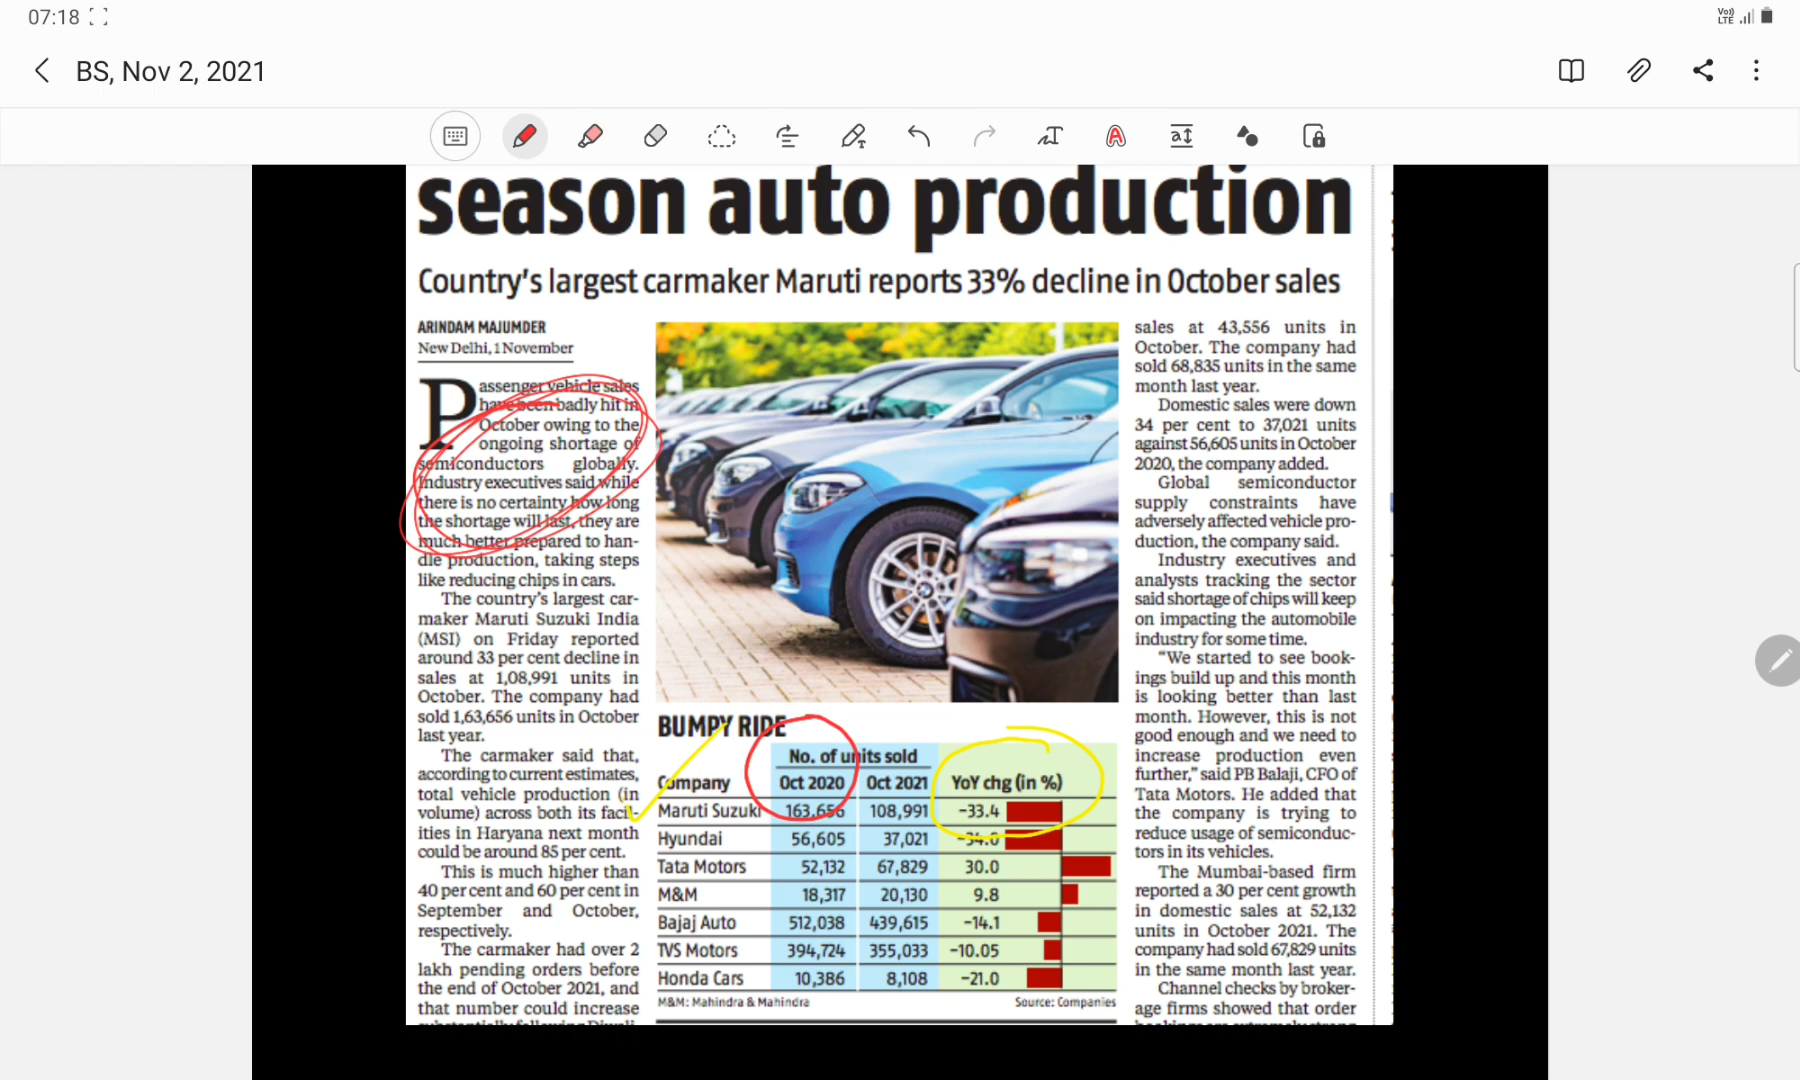 07:18
Vo)) LTE
BS, Nov 2, 2021
season auto production
Country's largest carmaker Maruti reports 33% decline in October sales
ARINDAM MAJUMDER
New Delhi, 1 November
Passenger vehicle sales
have been badly hit in
October owing to the
ongoing shortage of
semiconductors globally.
Industry executives said while
there is no certainty how long
the shortage will last, they are
much better prepared to han-
dle production, taking steps
like reducing chips in cars.
The country's largest car-
maker Maruti Suzuki India
(MSI) on Friday reported
around 33 per cent decline in
sales at 1,08,991 units in
October. The company had
sold 1,63,656 units in October
last year.
The carmaker said that,
according to current estimates,
total vehicle production (in
volume) across both its facil-
ities in Haryana next month
could be around 85 per cent.
This is much higher than
40 per cent and 60 per cent in
September and October,
respectively.
The carmaker had over 2
lakh pending orders before
the end of October 2021, and
that number could increase
substantially following Diwali
BUMPY RIDE
No. of units sold
Company Oct 2020 Oct 2021 YoY chg (in %)
Maruti Suzuki 163,656 108,991 -33.4
Hyundai 56,605 37,021 -34.6
Tata Motors 52,132 67,829 30.0
M&M 18,317 20,130 9.8
Bajaj Auto 512,038 439,615 -14.1
TVS Motors 394,724 355,033 -10.05
Honda Cars 10,386 8,108 -21.0
M&M: Mahindra & Mahindra Source: Companies
sales at 43,556 units in
October. The company had
sold 68,835 units in the same
month last year.
Domestic sales were down
34 per cent to 37,021 units
against 56,605 units in October
2020, the company added.
Global semiconductor
supply constraints have
adversely affected vehicle pro-
duction, the company said.
Industry executives and
analysts tracking the sector
said shortage of chips will keep
on impacting the automobile
industry for some time.
"We started to see book-
ings build up and this month
is looking better than last
month. However, this is not
good enough and we need to
increase production even
further," said PB Balaji, CFO of
Tata Motors. He added that
the company is trying to
reduce usage of semiconduc-
tors in its vehicles.
The Mumbai-based firm
reported a 30 per cent growth
in domestic sales at 52,132
units in October 2021. The
company had sold 67,829 units
in the same month last year.
Channel checks by broker-
age firms showed that order